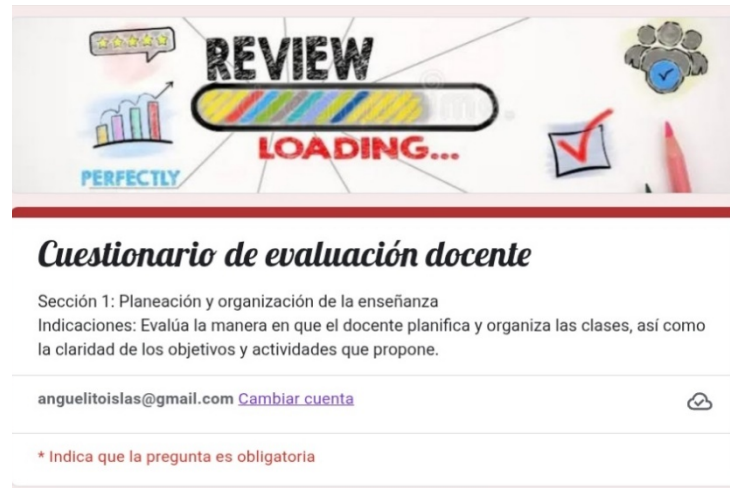 REVIEW
LOADING...
PERFECTLY
Cuestionario de evaluación docente
Sección 1: Planeación y organización de la enseñanza
Indicaciones: Evalúa la manera en que el docente planifica y organiza las clases, así como
la claridad de los objetivos y actividades que propone.
anguelitoislas@gmail.com Cambiar cuenta
* Indica que la pregunta es obligatoria